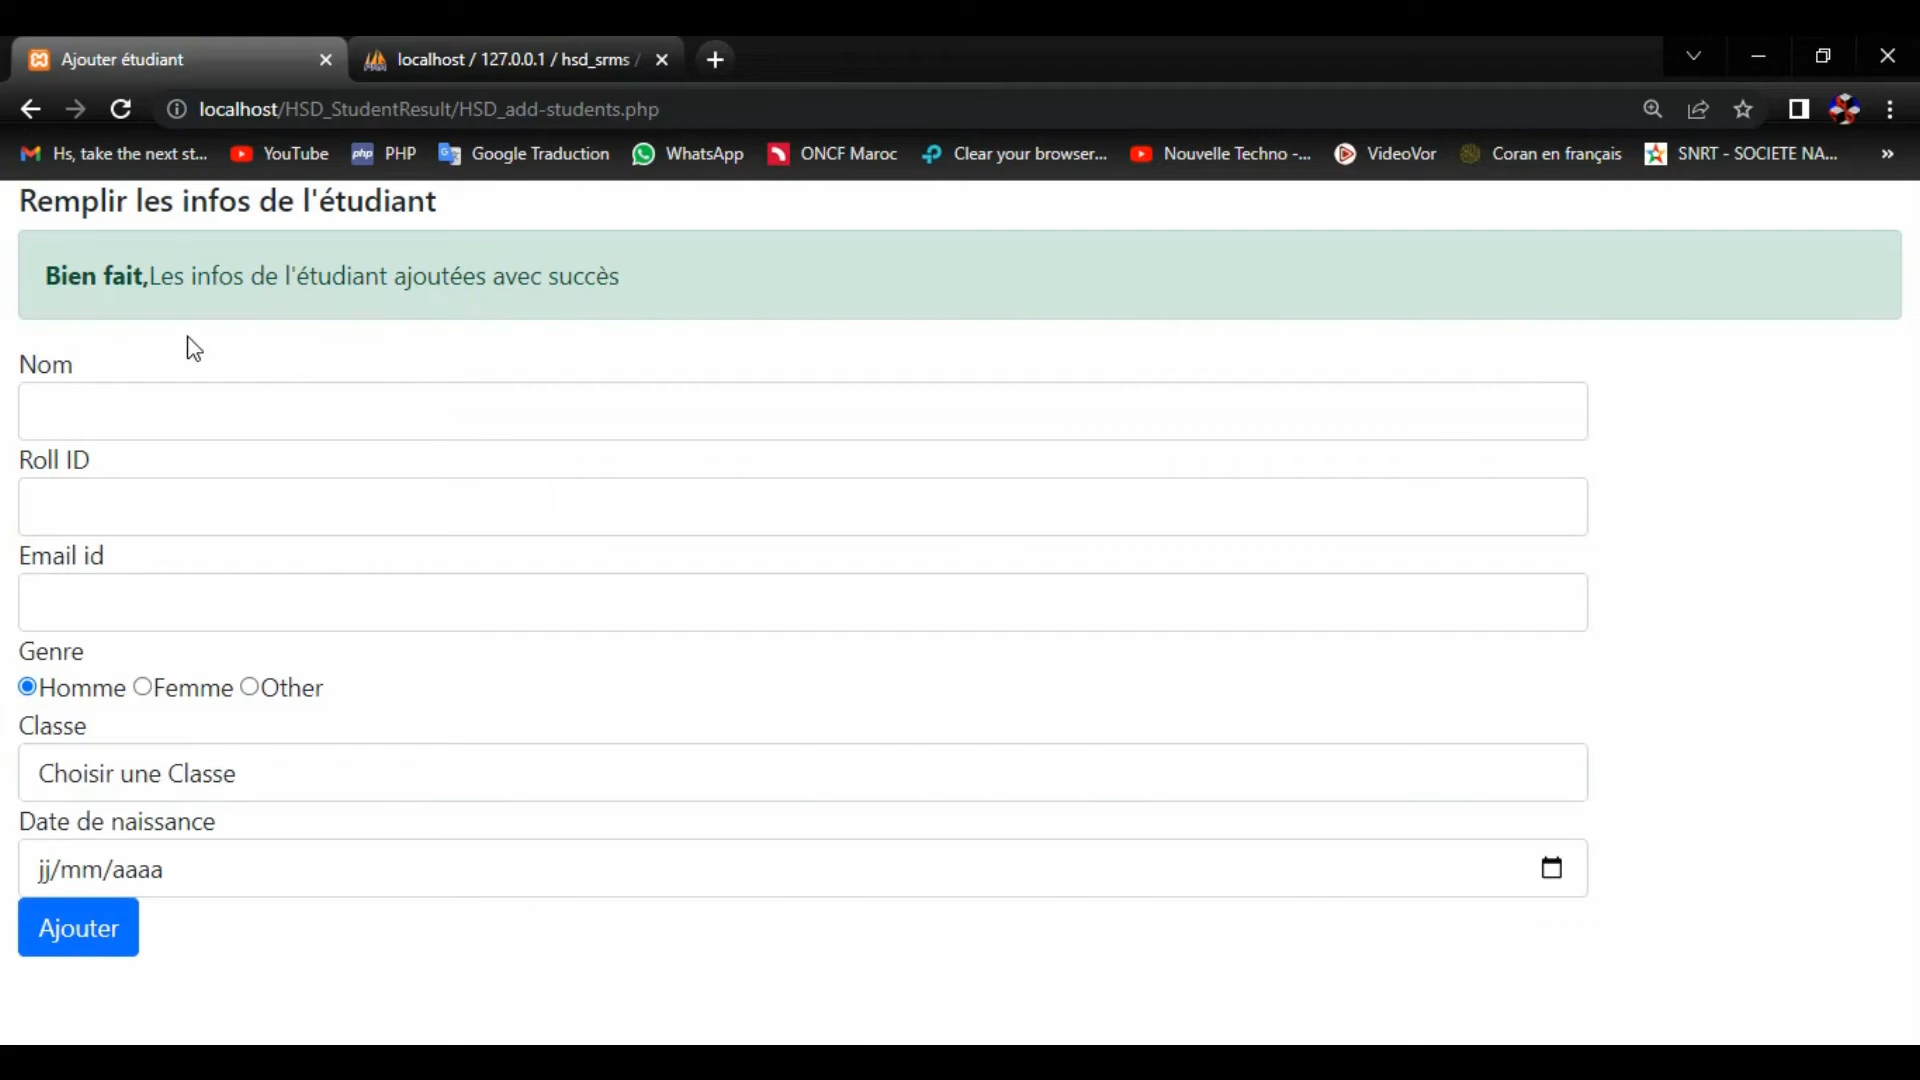 Ajouter étudiant
localhost / 127.0.0.1 / hsd_srms /
localhost/HSD_StudentResult/HSD_add-students.php
Hs, take the next st...
YouTube
php PHP
Google Traduction
WhatsApp
ONCF Maroc
Clear your browser...
Nouvelle Techno -...
VideoVor
Coran en français
SNRT - SOCIETE NA...
»
Remplir les infos de l'étudiant
Bien fait,Les infos de l'étudiant ajoutées avec succès
Nom
Roll ID
Email id
Genre
Homme Femme Other
Classe
Choisir une Classe
Date de naissance
jj/mm/aaaa
Ajouter